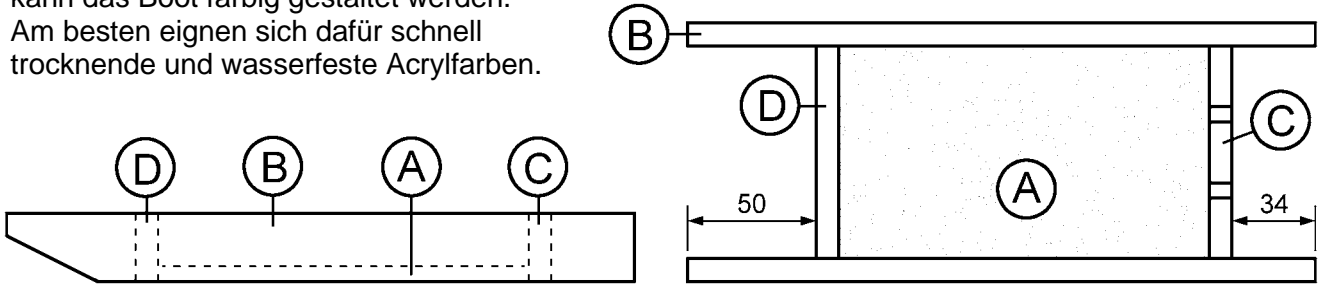 kann das Boot farbig gestaltet werden.
Am besten eignen sich dafür schnell
trocknende und wasserfeste Acrylfarben.
D
B
A
C
B
D
C
A
50
34